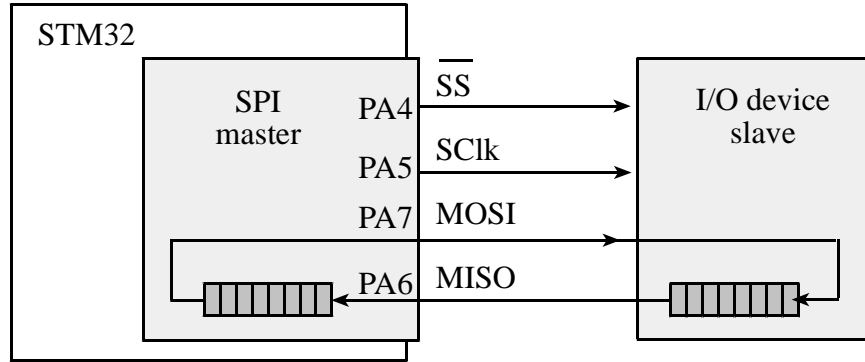 STM32
SPI
master
PA4
PA5
PA7
PA6
SS
SClk
MOSI
MISO
I/O device
slave